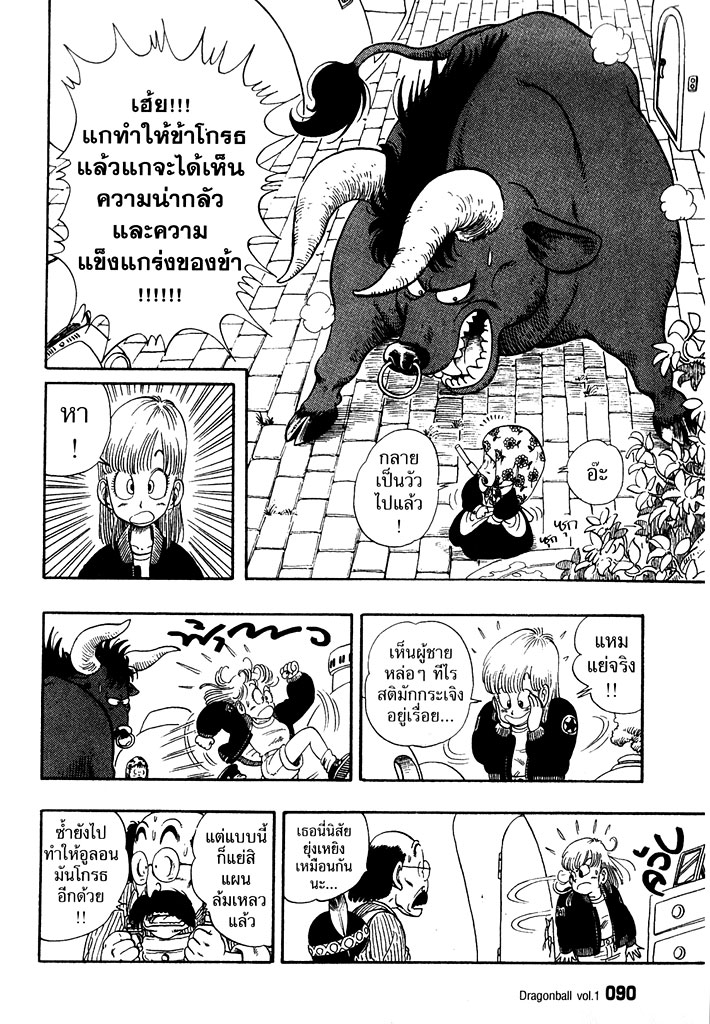 เฮ้ย!!!
แกทำให้ข้าโกรธ
แล้วแกจะได้เห็น
ความน่ากลัว
และความ
แข็งแกร่งของข้า
!!!!!!
หา
!
กลาย
เป็นวัว
ไปแล้ว
!
อ๊ะ
ซุก
ซุก
เห็นผู้ชาย
หล่อๆ ทีไร
สติมักกระเจิง
อยู่เรื่อย...
แหม
แย่จริง
!!
ซ้ำยังไป
ทำให้อูลอน
มันโกรธ
อีกด้วย
!!
แต่แบบนี้
ก็แย่สิ
แผน
ล้มเหลว
แล้ว
เธอนี่นิสัย
ยุ่งเหยิง
เหมือนกัน
นะ...
Dragonball vol.1 090